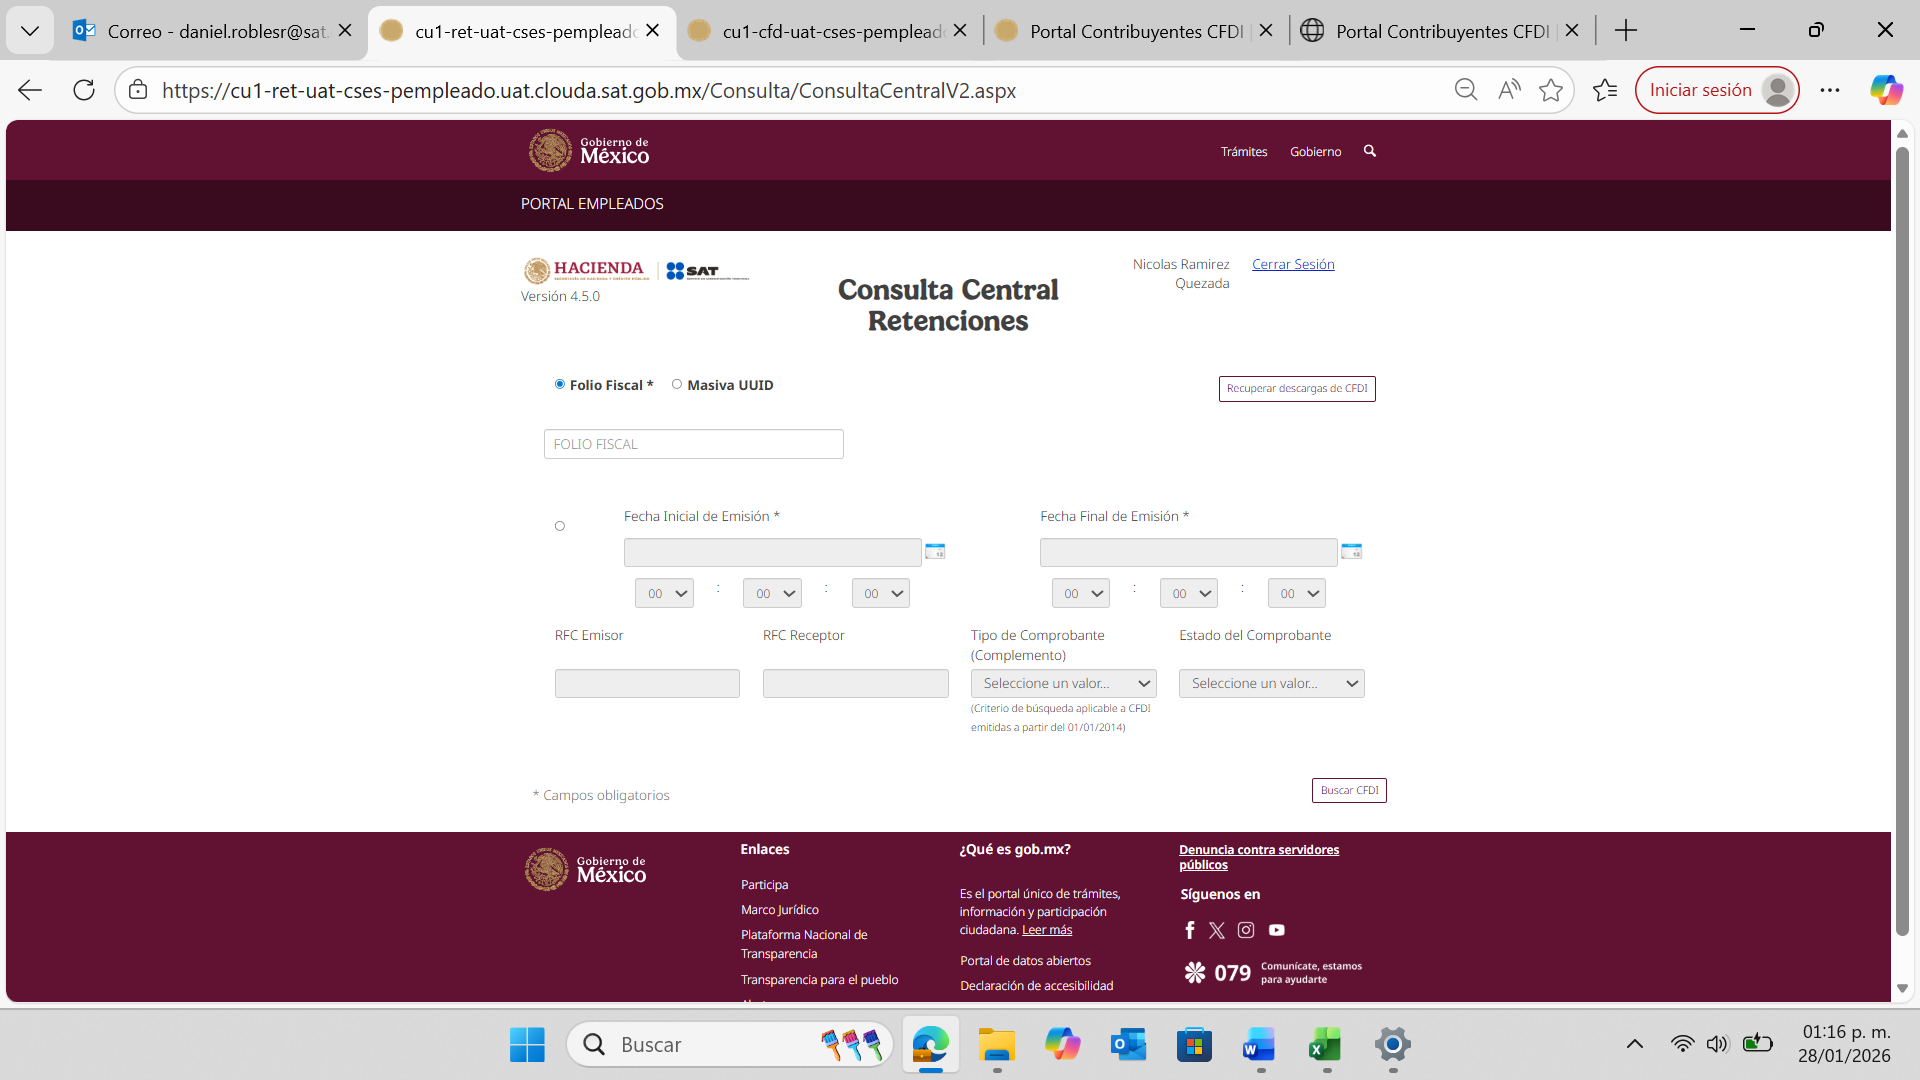 Correo - daniel.roblesr@sat.
cu1-ret-uat-cses-pempleado
cu1-cfd-uat-cses-pempleado
Portal Contribuyentes CFDI |
Portal Contribuyentes CFDI |
https://cu1-ret-uat-cses-pempleado.uat.clouda.sat.gob.mx/Consulta/ConsultaCentralV2.aspx
Iniciar sesión
Gobierno de
México
Trámites
Gobierno
PORTAL EMPLEADOS
HACIENDA
SAT
Versión 4.5.0
Consulta Central
Retenciones
Nicolas Ramirez
Quezada
Cerrar Sesión
Folio Fiscal *
Masiva UUID
Recuperar descargas de CFDI
FOLIO FISCAL
Fecha Inicial de Emisión *
Fecha Final de Emisión *
00 : 00 : 00
00 : 00 : 00
RFC Emisor
RFC Receptor
Tipo de Comprobante
(Complemento)
Estado del Comprobante
Seleccione un valor...
Seleccione un valor...
(Criterio de búsqueda aplicable a CFDI
emitidas a partir del 01/01/2014)
* Campos obligatorios
Buscar CFDI
Gobierno de
México
Enlaces
Participa
Marco Jurídico
Plataforma Nacional de
Transparencia
Transparencia para el pueblo
¿Qué es gob.mx?
Es el portal único de trámites,
información y participación
ciudadana. Leer más
Portal de datos abiertos
Declaración de accesibilidad
Denuncia contra servidores
públicos
Síguenos en
079
Comunícate, estamos
para ayudarte
Buscar
01:16 p. m.
28/01/2026